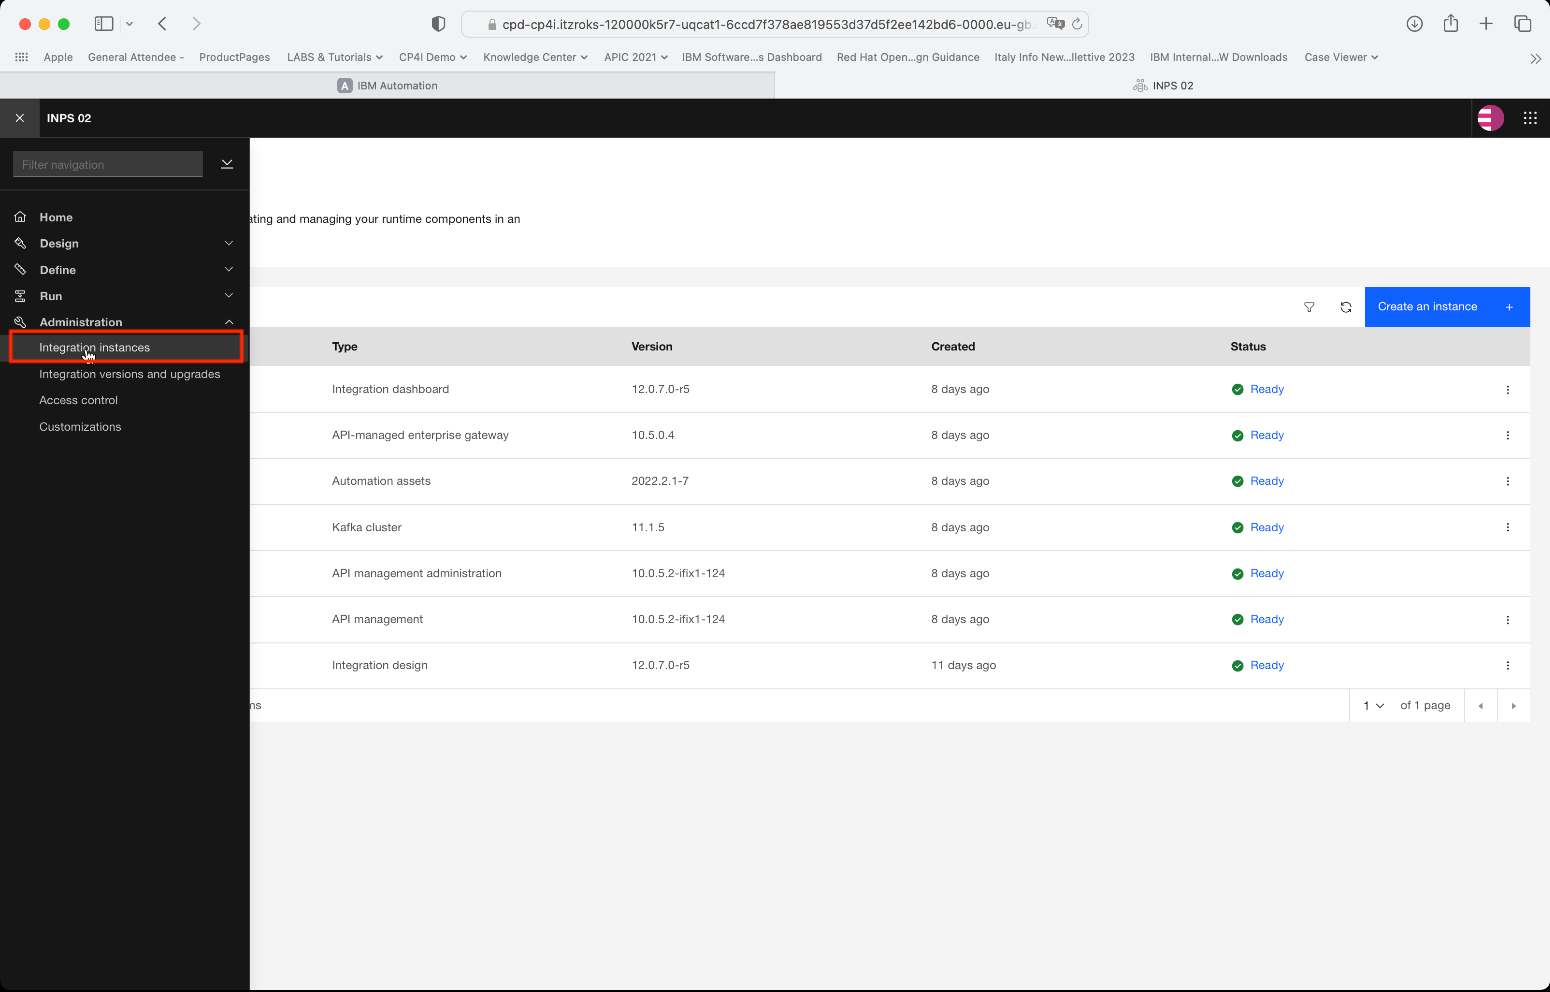 cpd-cp4i.itzroks-120000k5r7-uqcat1-6ccd7f378ae819553d37d5f2ee142bd6-0000.eu-gb.
Apple
General Attendee -
ProductPages
LABS & Tutorials
CP4I Demo
Knowledge Center
APIC 2021
IBM Software...s Dashboard
Red Hat Open...gn Guidance
Italy Info New...llettive 2023
IBM Internal...W Downloads
Case Viewer
A IBM Automation
INPS 02
INPS 02
Filter navigation
Home
Design
Define
Run
Administration
Integration instances
Integration versions and upgrades
Access control
Customizations
ating and managing your runtime components in an
Create an instance +
Type Version Created Status
Integration dashboard 12.0.7.0-r5 8 days ago Ready
API-managed enterprise gateway 10.5.0.4 8 days ago Ready
Automation assets 2022.2.1-7 8 days ago Ready
Kafka cluster 11.1.5 8 days ago Ready
API management administration 10.0.5.2-ifix1-124 8 days ago Ready
API management 10.0.5.2-ifix1-124 8 days ago Ready
Integration design 12.0.7.0-r5 11 days ago Ready
ms 1 of 1 page